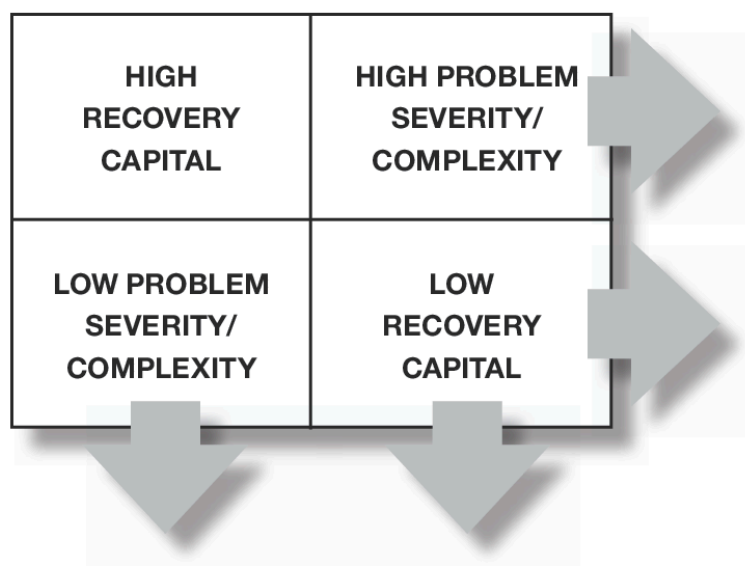 HIGH
RECOVERY
CAPITAL
HIGH PROBLEM
SEVERITY/
COMPLEXITY
LOW PROBLEM
SEVERITY/
COMPLEXITY
LOW
RECOVERY
CAPITAL